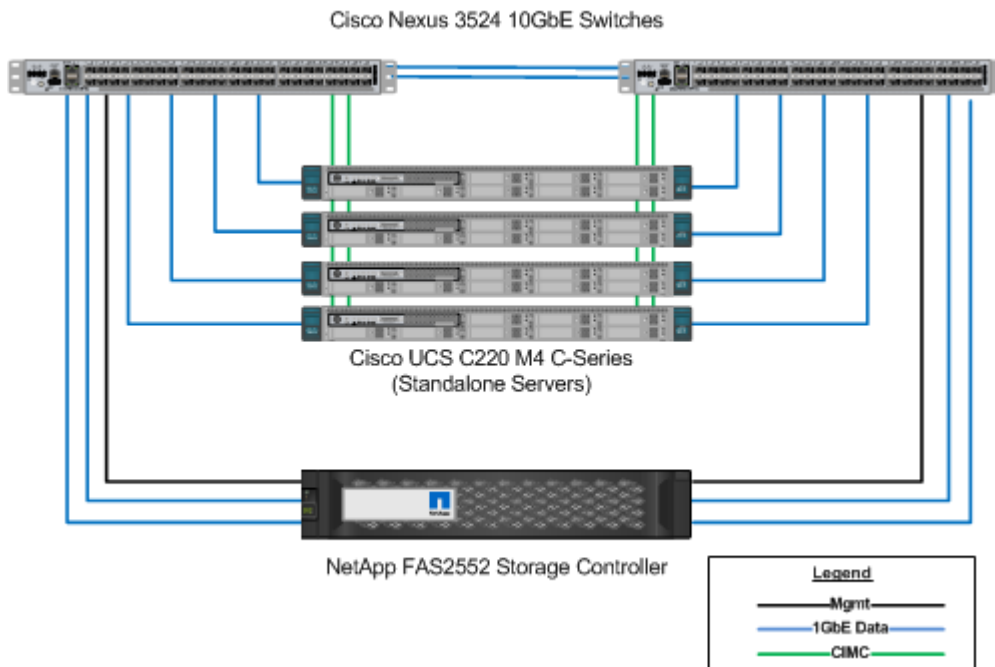 Cisco Nexus 3524 10GbE Switches
Cisco UCS C220 M4 C-Series
(Standalone Servers)
NetApp
NetApp FAS2552 Storage Controller
Legend
Mgmt
1GbE Data
CIMC